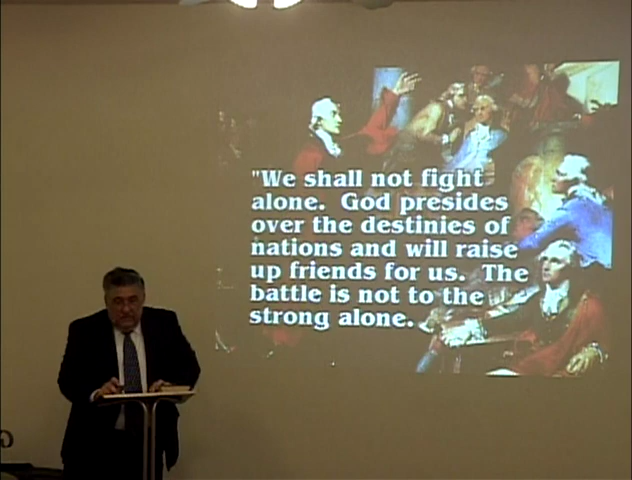 "We shall not fight
alone. God presides
over the destinies of
nations and will raise
up friends for us. The
battle is not to the
strong alone.